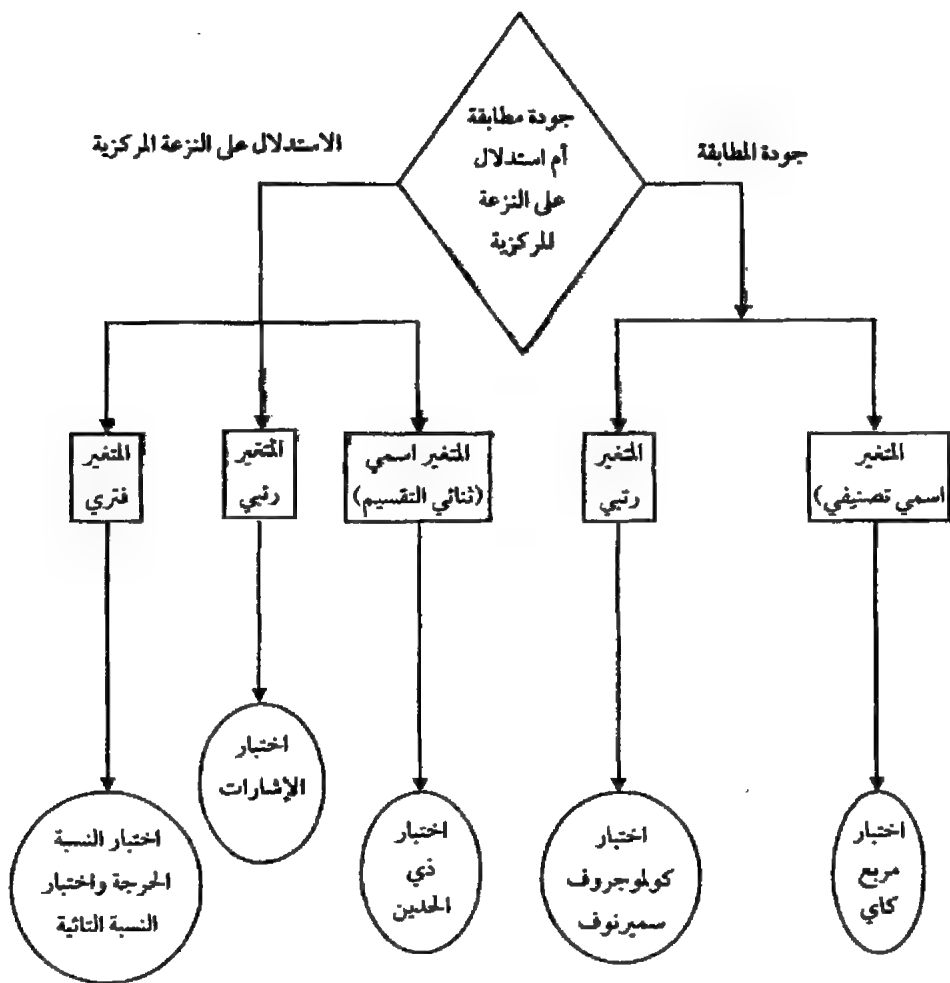 جودة مطابقة
أم استدلال
على النزعة
المركزية
جودة المطابقة
الاستدلال على النزعة المركزية
المتغير
اسمي تصنيفي)
المتغير
رتبي
المتغير اسمي
(ثنائي التقسيم)
المتغير
رتبي
المتغير
فتري
اختبار
مربع
كاي
اختبار
كولموجروف
سميرنوف
اختبار
ذي
الحدين
اختبار
الإشارات
اختبار النسبة
الحرجة واختبار
النسبة التائية